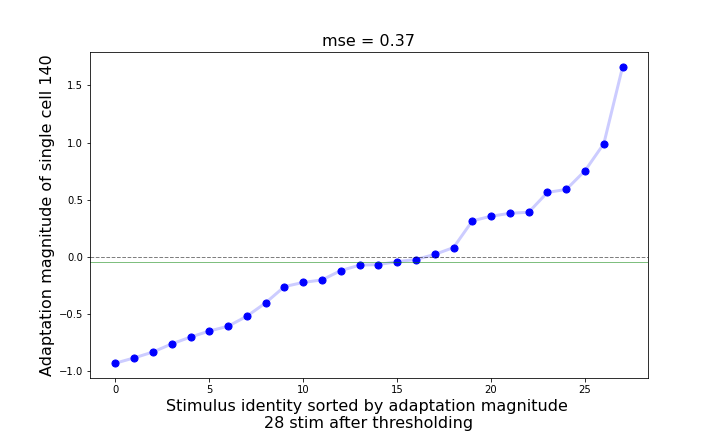 mse = 0.37
Adaptation magnitude of single cell 140
1.5
1.0
0.5
0.0
−0.5
−1.0
0 5 10 15 20 25
Stimulus identity sorted by adaptation magnitude
28 stim after thresholding